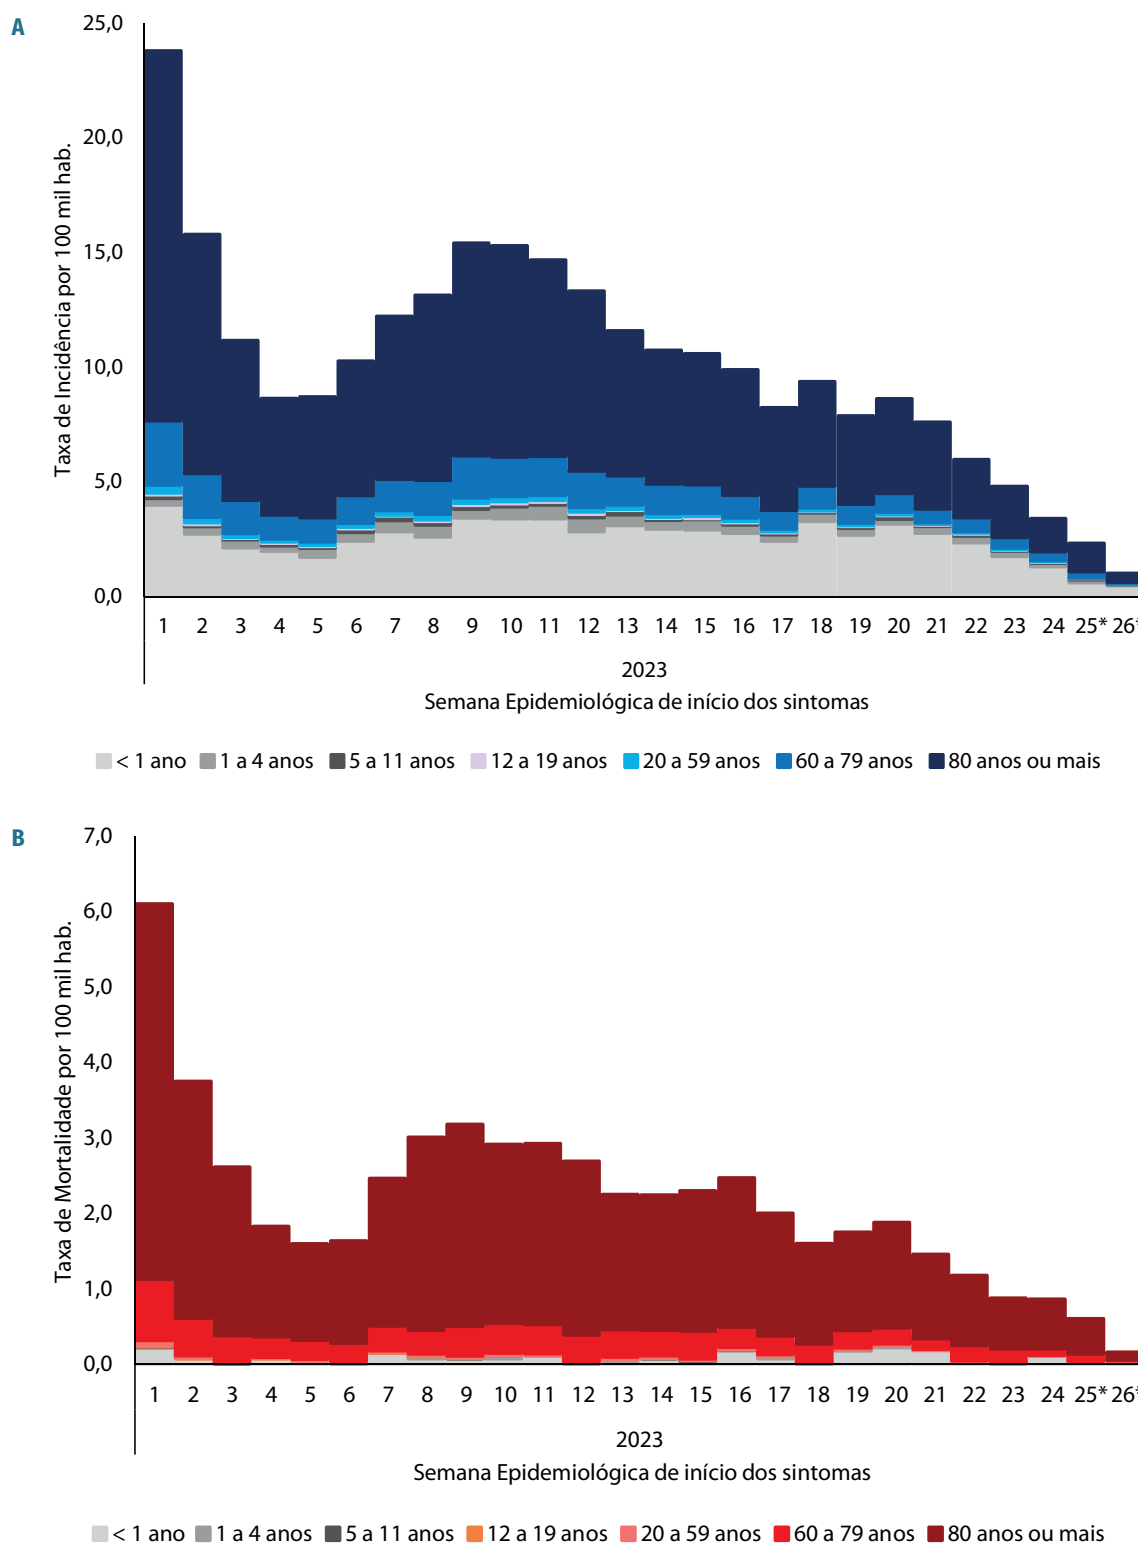 A
25,0
20,0
15,0
10,0
5,0
0,0
Taxa de Incidência por 100 mil hab.
1 2 3 4 5 6 7 8 9 10 11 12 13 14 15 16 17 18 19 20 21 22 23 24 25* 26*
2023
Semana Epidemiológica de início dos sintomas
< 1 ano 1 a 4 anos 5 a 11 anos 12 a 19 anos 20 a 59 anos 60 a 79 anos 80 anos ou mais
B
7,0
6,0
5,0
4,0
3,0
2,0
1,0
0,0
Taxa de Mortalidade por 100 mil hab.
1 2 3 4 5 6 7 8 9 10 11 12 13 14 15 16 17 18 19 20 21 22 23 24 25* 26*
2023
Semana Epidemiológica de início dos sintomas
< 1 ano 1 a 4 anos 5 a 11 anos 12 a 19 anos 20 a 59 anos 60 a 79 anos 80 anos ou mais